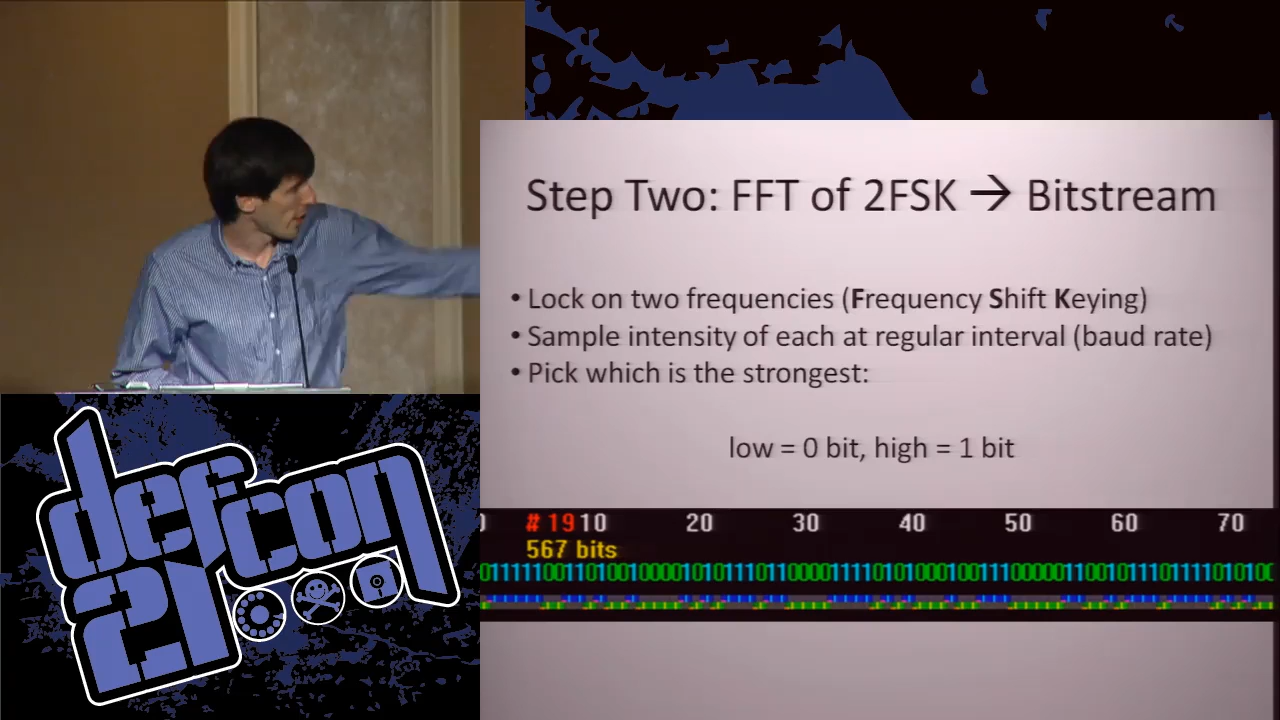 Step Two: FFT of 2FSK → Bitstream
• Lock on two frequencies (Frequency Shift Keying)
• Sample intensity of each at regular interval (baud rate)
• Pick which is the strongest:
low = 0 bit, high = 1 bit
# 19 10 20 30 40 50 60 70
567 bits
defcon
21